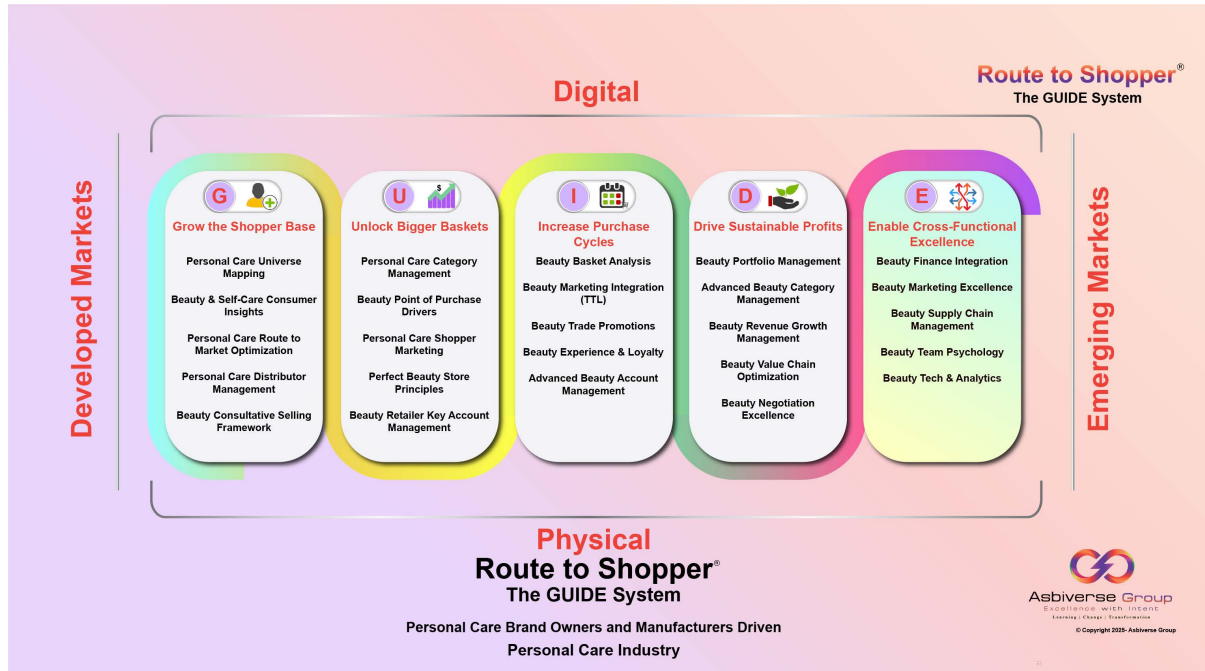 Route to Shopper®
The GUIDE System
Digital
Developed Markets
Emerging Markets
G
Grow the Shopper Base
Personal Care Universe
Mapping
Beauty & Self-Care Consumer
Insights
Personal Care Route to
Market Optimization
Personal Care Distributor
Management
Beauty Consultative Selling
Framework
U
$
Unlock Bigger Baskets
Personal Care Category
Management
Beauty Point of Purchase
Drivers
Personal Care Shopper
Marketing
Perfect Beauty Store
Principles
Beauty Retailer Key Account
Management
I
Increase Purchase
Cycles
Beauty Basket Analysis
Beauty Marketing Integration
(TTL)
Beauty Trade Promotions
Beauty Experience & Loyalty
Advanced Beauty Account
Management
D
Drive Sustainable Profits
Beauty Portfolio Management
Advanced Beauty Category
Management
Beauty Revenue Growth
Management
Beauty Value Chain
Optimization
Beauty Negotiation
Excellence
E
Enable Cross-Functional
Excellence
Beauty Finance Integration
Beauty Marketing Excellence
Beauty Supply Chain
Management
Beauty Team Psychology
Beauty Tech & Analytics
Physical
Route to Shopper®
The GUIDE System
Personal Care Brand Owners and Manufacturers Driven
Personal Care Industry
Asbiverse Group
Excellence with Intent
Learning | Change | Transformation
© Copyright 2025- Asbiverse Group